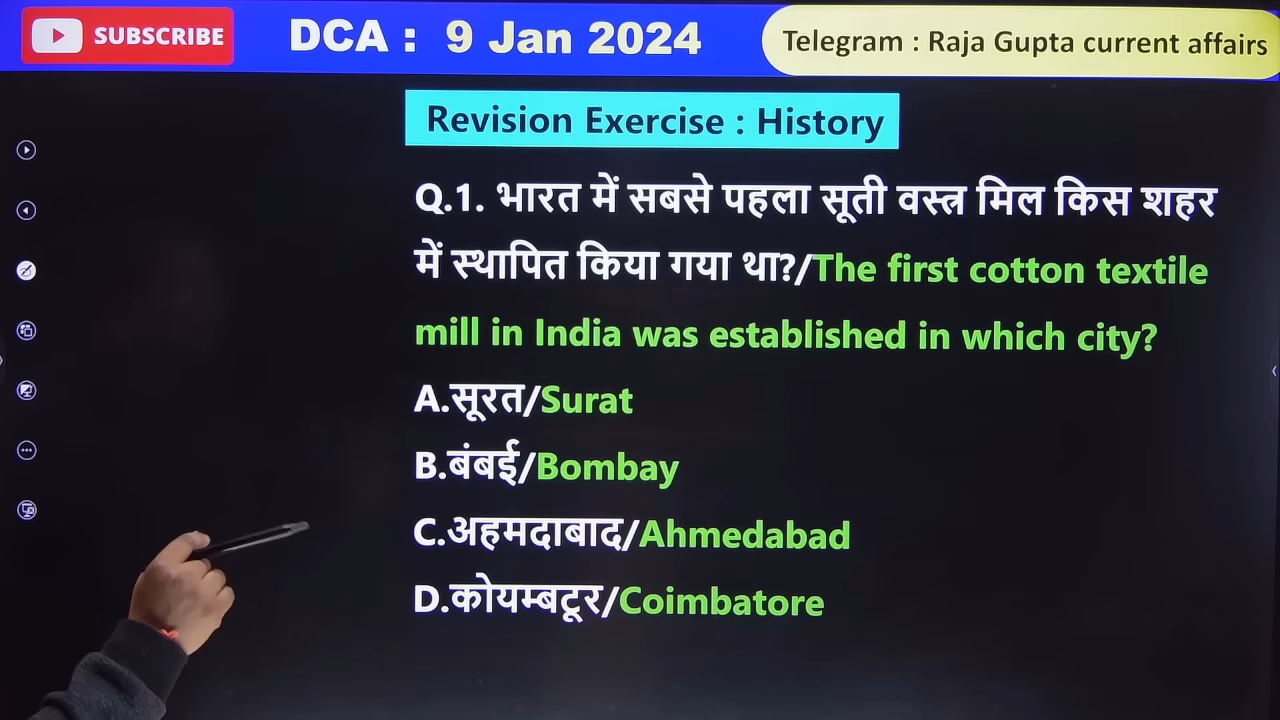 SUBSCRIBE
DCA : 9 Jan 2024
Telegram : Raja Gupta current affairs
Revision Exercise : History
Q.1. भारत में सबसे पहला सूती वस्त्र मिल किस शहर
में स्थापित किया गया था?/The first cotton textile
mill in India was established in which city?
A.सूरत/Surat
B.बंबई/Bombay
C.अहमदाबाद/Ahmedabad
D.कोयम्बटूर/Coimbatore